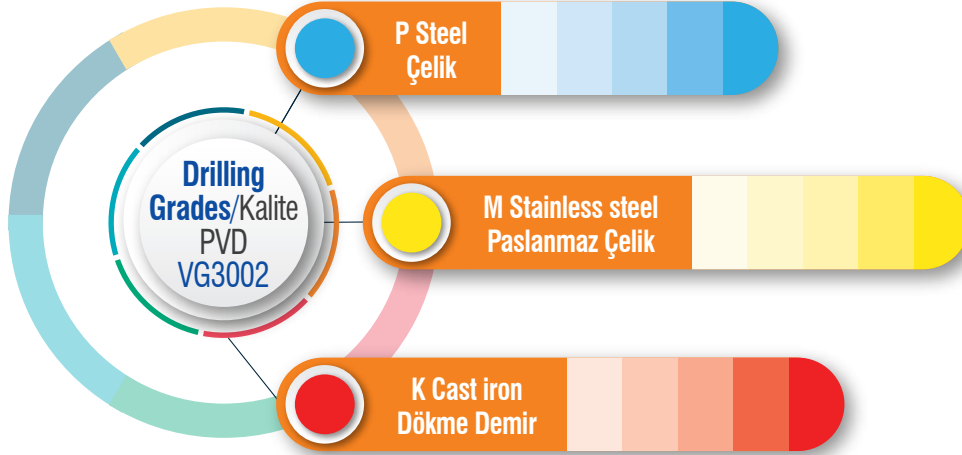 P Steel
Çelik
Drilling
Grades/Kalite
PVD
VG3002
M Stainless steel
Paslanmaz Çelik
K Cast iron
Dökme Demir